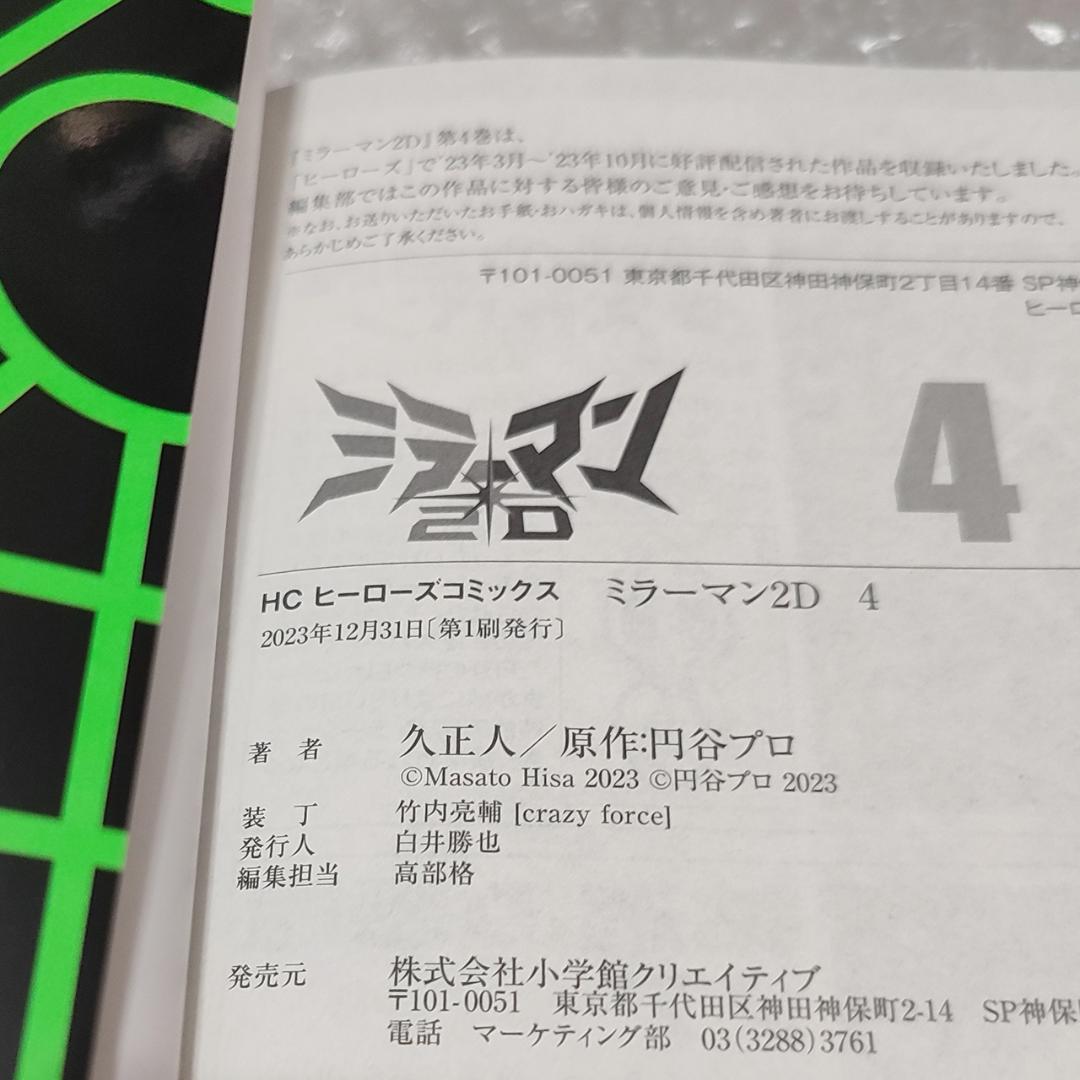 『ミラーマン2D』第4巻は、
「ヒーローズ」で'23年3月〜'23年10月に好評配信された作品を収録いたしました。
編集部ではこの作品に対する皆様のご意見・ご感想をお待ちしています。
※なお、お送りいただいたお手紙・おハガキは、個人情報を含め著者にお渡しすることがありますので、
あらかじめご了承ください。
〒101-0051 東京都千代田区神田神保町2丁目14番 SP神
ヒーロ
ミラーマン
2D
4
HC ヒーローズコミックス ミラーマン2D 4
2023年12月31日〔第1刷発行〕
著 者 久正人／原作:円谷プロ
©Masato Hisa 2023 ©円谷プロ 2023
装 丁 竹内亮輔 [crazy force]
発行人 白井勝也
編集担当 高部格
発売元 株式会社小学館クリエイティブ
〒101-0051 東京都千代田区神田神保町2-14 SP神保
電話 マーケティング部 03(3288)3761